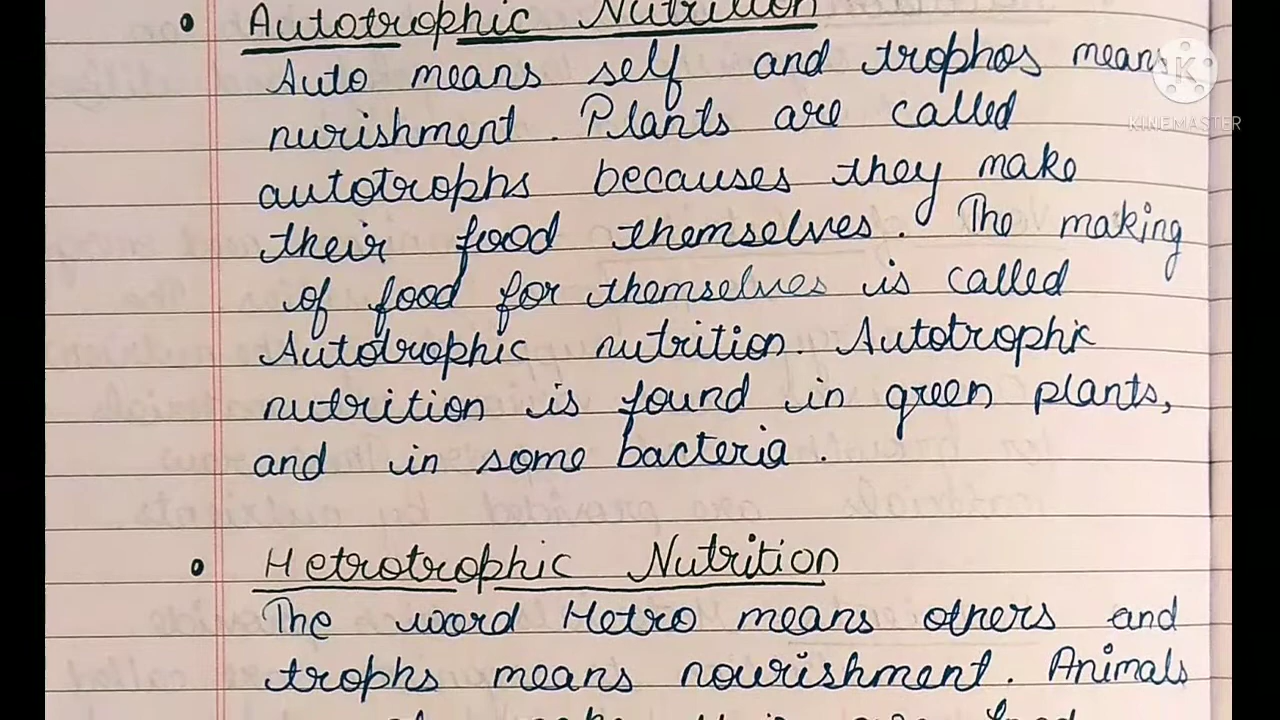 • Autotrophic Nutrition
Auto means self and trophos means
nurishment. Plants are called
autotrophs becauses they make
their food themselves. The making
of food for themselves is called
Autotrophic nutrition. Autotrophic
nutrition is found in green plants,
and in some bacteria.
• Hetrotrophic Nutrition
The word Hetro means others and
trophs means nourishment. Animals
food
K
KINEMASTER